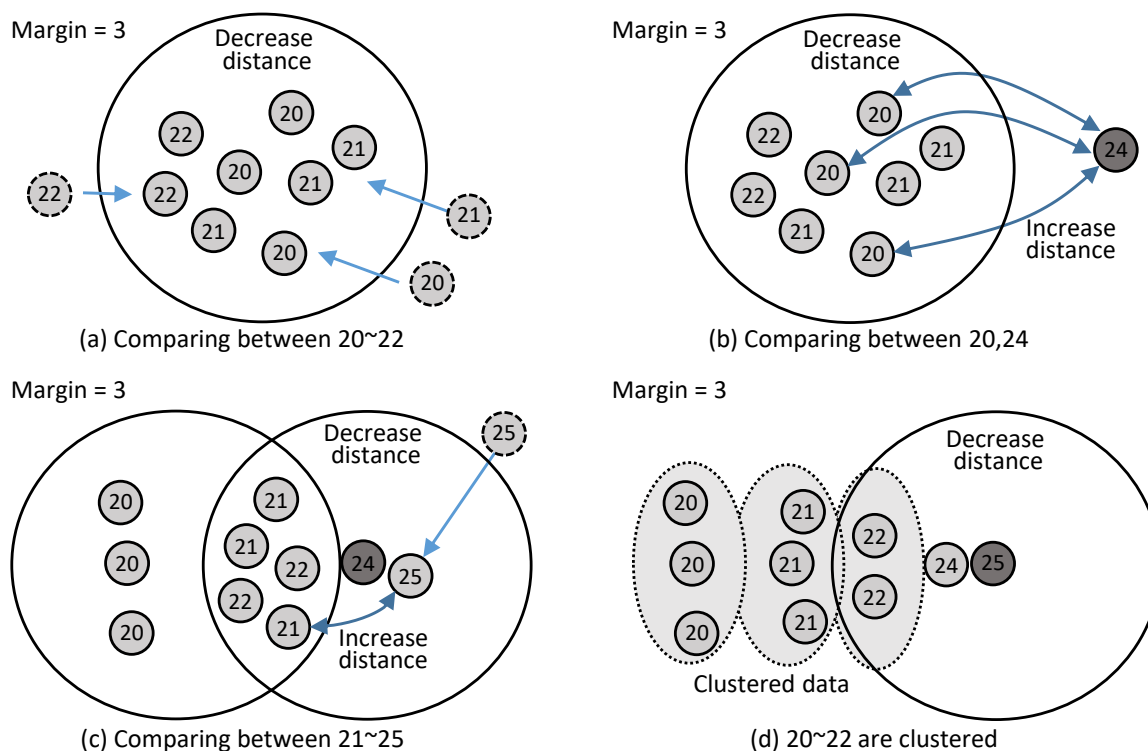 Margin = 3
Decrease
distance
20
22
21
20
21
22
22
21
21
20
20
(a) Comparing between 20~22
Margin = 3
Decrease
distance
20
22
21
24
20
21
22
21
20
Increase
distance
(b) Comparing between 20,24
Margin = 3
Decrease
distance
25
20
21
21
20
22
24
25
22
21
20
Increase
distance
(c) Comparing between 21~25
Margin = 3
Decrease
distance
20
21
22
20
21
24
25
22
21
20
Clustered data
(d) 20~22 are clustered